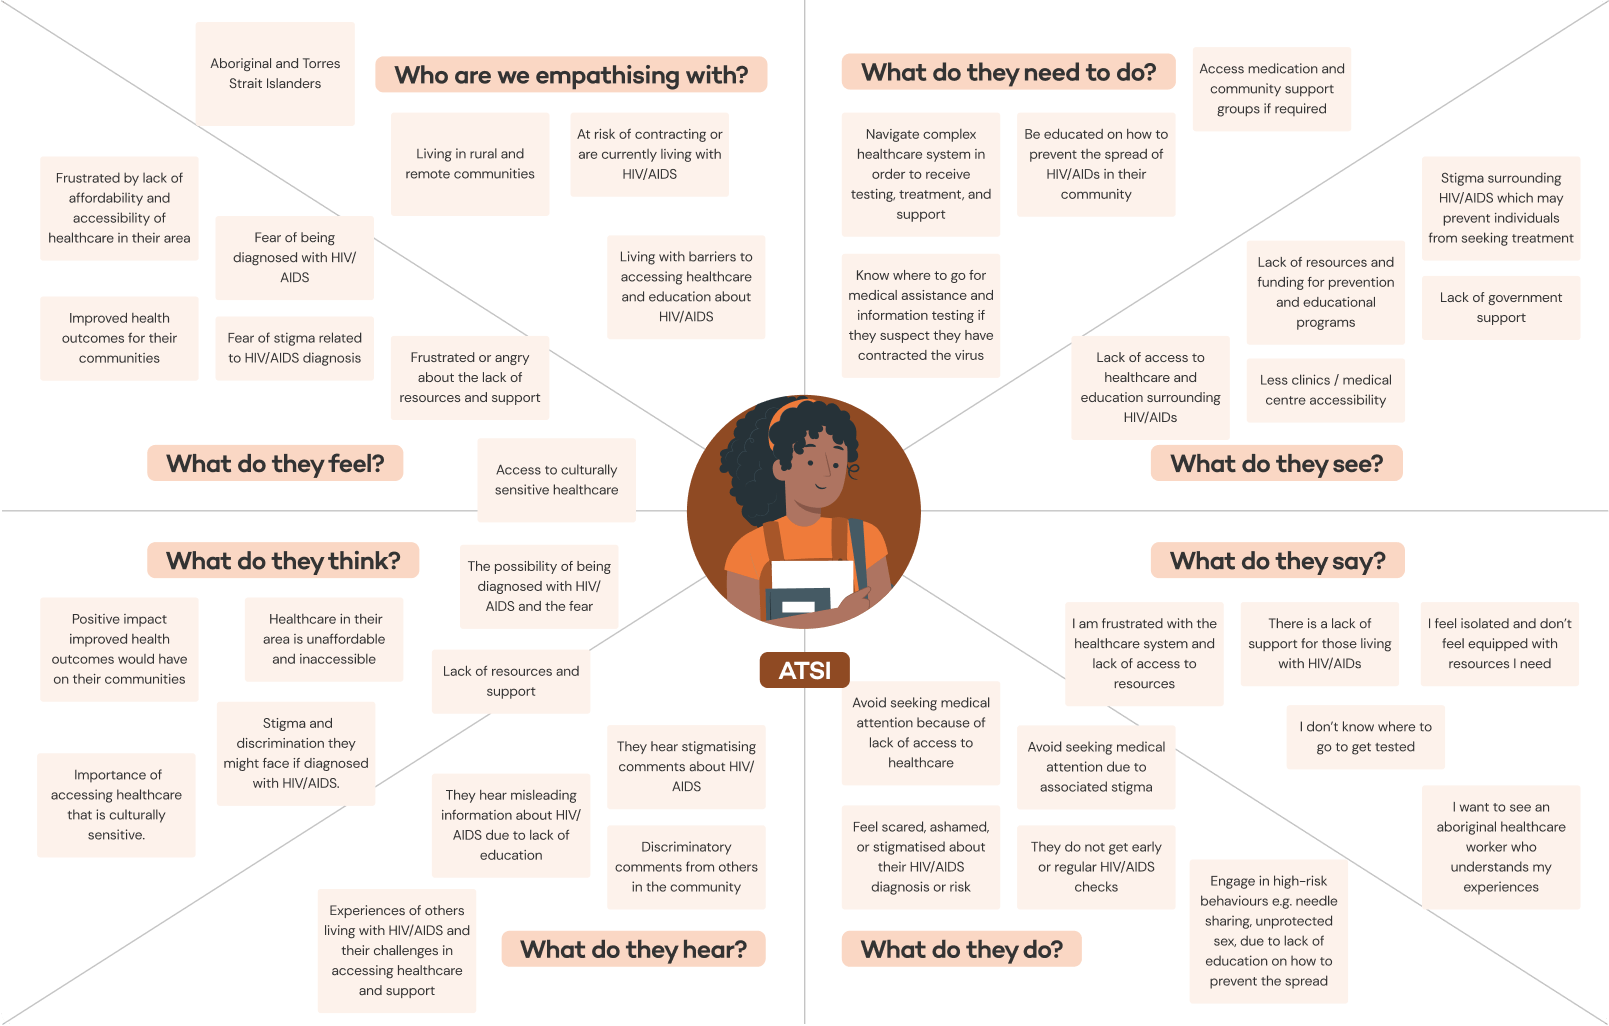 Who are we empathising with?
Aboriginal and Torres
Strait Islanders
Living in rural and
remote communities
At risk of contracting or
are currently living with
HIV/AIDS
Living with barriers to
accessing healthcare
and education about
HIV/AIDS
What do they need to do?
Access medication and
community support
groups if required
Navigate complex
healthcare system in
order to receive
testing, treatment, and
support
Be educated on how to
prevent the spread of
HIV/AIDs in their
community
Know where to go for
medical assistance and
information testing if
they suspect they have
contracted the virus
Stigma surrounding
HIV/AIDS which may
prevent individuals
from seeking treatment
Lack of resources and
funding for prevention
and educational
programs
Lack of government
support
Lack of access to
healthcare and
education surrounding
HIV/AIDs
Less clinics / medical
centre accessibility
What do they see?
Frustrated by lack of
affordability and
accessibility of
healthcare in their area
Fear of being
diagnosed with HIV/
AIDS
Improved health
outcomes for their
communities
Fear of stigma related
to HIV/AIDS diagnosis
Frustrated or angry
about the lack of
resources and support
What do they feel?
Access to culturally
sensitive healthcare
What do they think?
The possibility of being
diagnosed with HIV/
AIDS and the fear
Positive impact
improved health
outcomes would have
on their communities
Healthcare in their
area is unaffordable
and inaccessible
Lack of resources and
support
Stigma and
discrimination they
might face if diagnosed
with HIV/AIDS.
Importance of
accessing healthcare
that is culturally
sensitive.
ATSI
What do they say?
I am frustrated with the
healthcare system and
lack of access to
resources
There is a lack of
support for those living
with HIV/AIDs
I feel isolated and don't
feel equipped with
resources I need
I don't know where to
go to get tested
I want to see an
aboriginal healthcare
worker who
understands my
experiences
They hear stigmatising
comments about HIV/
AIDS
They hear misleading
information about HIV/
AIDS due to lack of
education
Discriminatory
comments from others
in the community
Experiences of others
living with HIV/AIDS and
their challenges in
accessing healthcare
and support
What do they hear?
Avoid seeking medical
attention because of
lack of access to
healthcare
Avoid seeking medical
attention due to
associated stigma
Feel scared, ashamed,
or stigmatised about
their HIV/AIDS
diagnosis or risk
They do not get early
or regular HIV/AIDS
checks
Engage in high-risk
behaviours e.g. needle
sharing, unprotected
sex, due to lack of
education on how to
prevent the spread
What do they do?